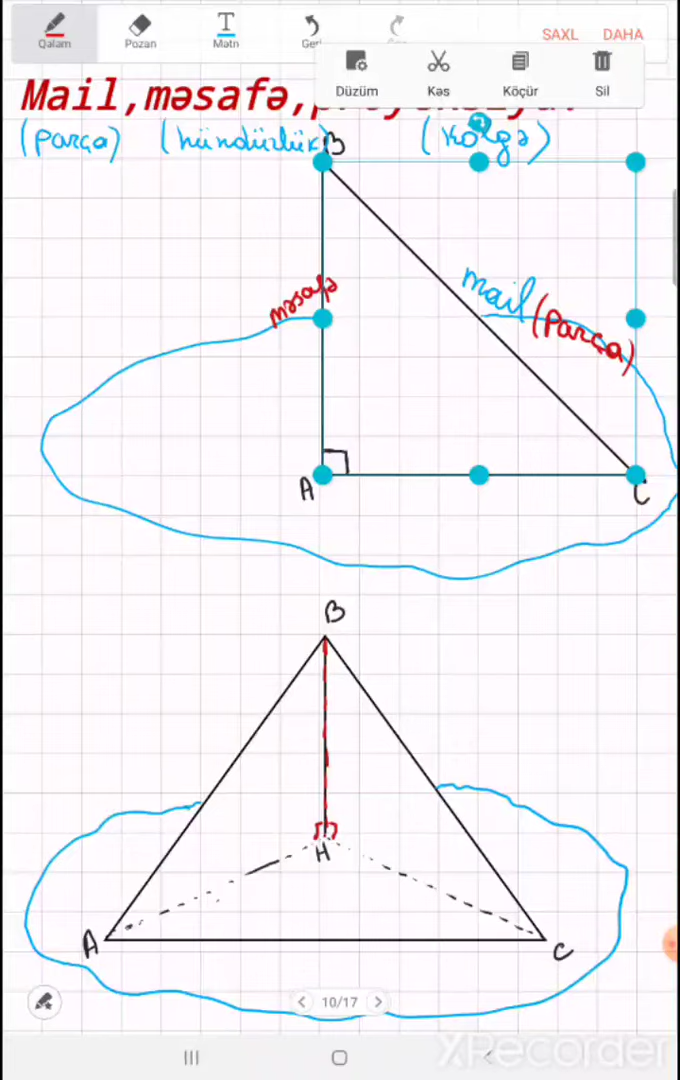 Qələm Pozan Mətn Geri SAXL DAHA
Düzüm Kəs Köçür Sil
Mail,məsafə,
(parça) (hündürlük) (kölgə)
B
məsafə
mail
(Parça)
A
C
B
H
A
C
10/17
XRecorder